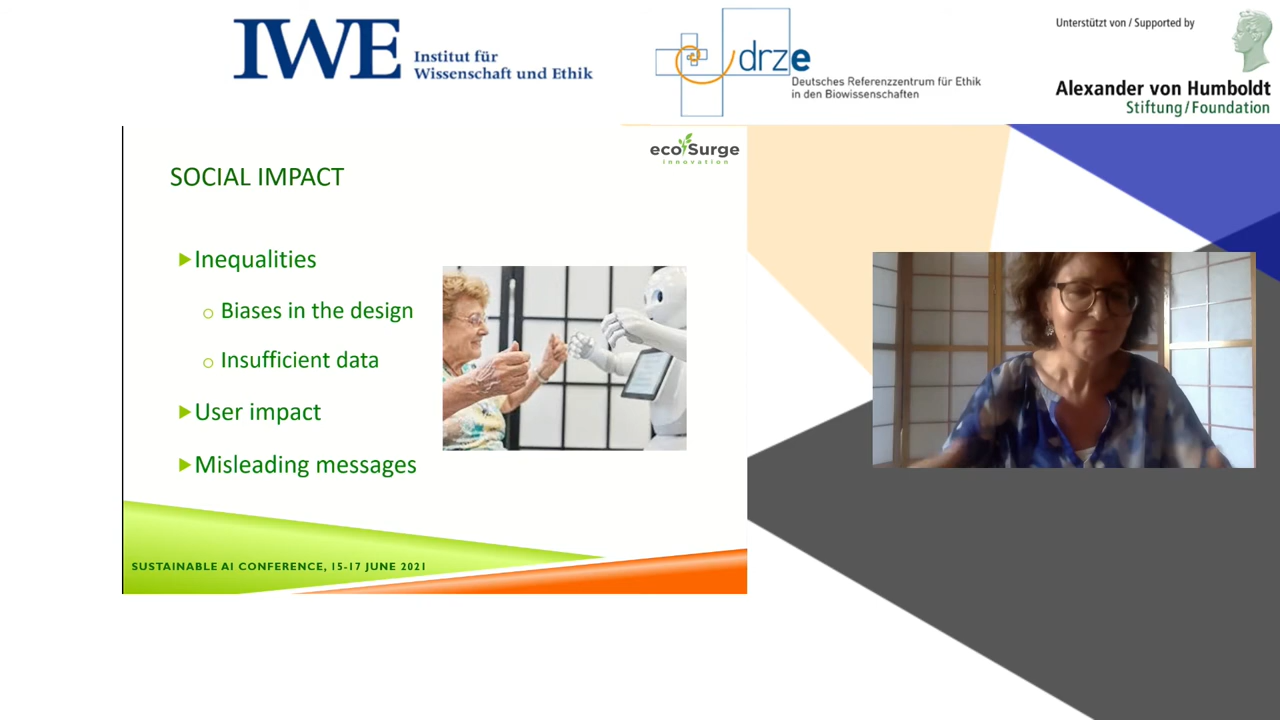 IWE Institut für
Wissenschaft und Ethik
drze
Deutsches Referenzzentrum für Ethik
in den Biowissenschaften
Unterstützt von / Supported by
Alexander von Humboldt
Stiftung/Foundation
ecoSurge
innovation
SOCIAL IMPACT
Inequalities
Biases in the design
Insufficient data
User impact
Misleading messages
SUSTAINABLE AI CONFERENCE, 15-17 JUNE 2021